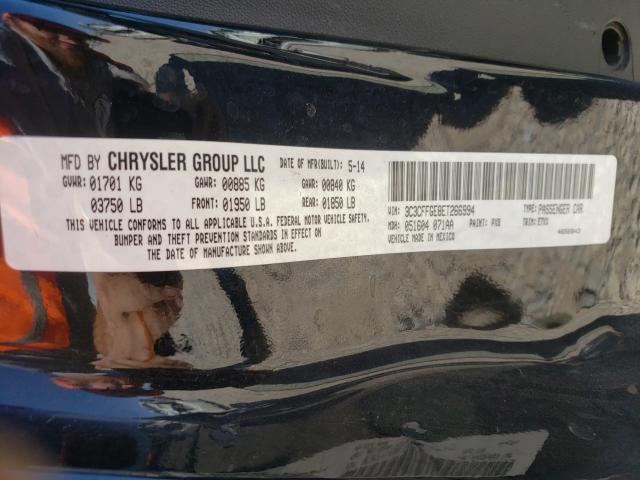 MFD BY CHRYSLER GROUP LLC DATE OF MFR(BUILT): 5-14
GVWR: 01701 KG GAWR: 00885 KG GAWR: 00840 KG
03750 LB FRONT: 01950 LB REAR: 01850 LB
THIS VEHICLE CONFORMS TO ALL APPLICABLE U.S.A. FEDERAL MOTOR VEHICLE SAFETY,
BUMPER AND THEFT PREVENTION STANDARDS IN EFFECT ON
THE DATE OF MANUFACTURE SHOWN ABOVE.
VIN: 3C3CFFGE8ET266994 TYPE: PASSENGER CAR
MDH: 051604 071AA PAINT: PXB TRIM:
VEHICLE MADE IN MEXICO